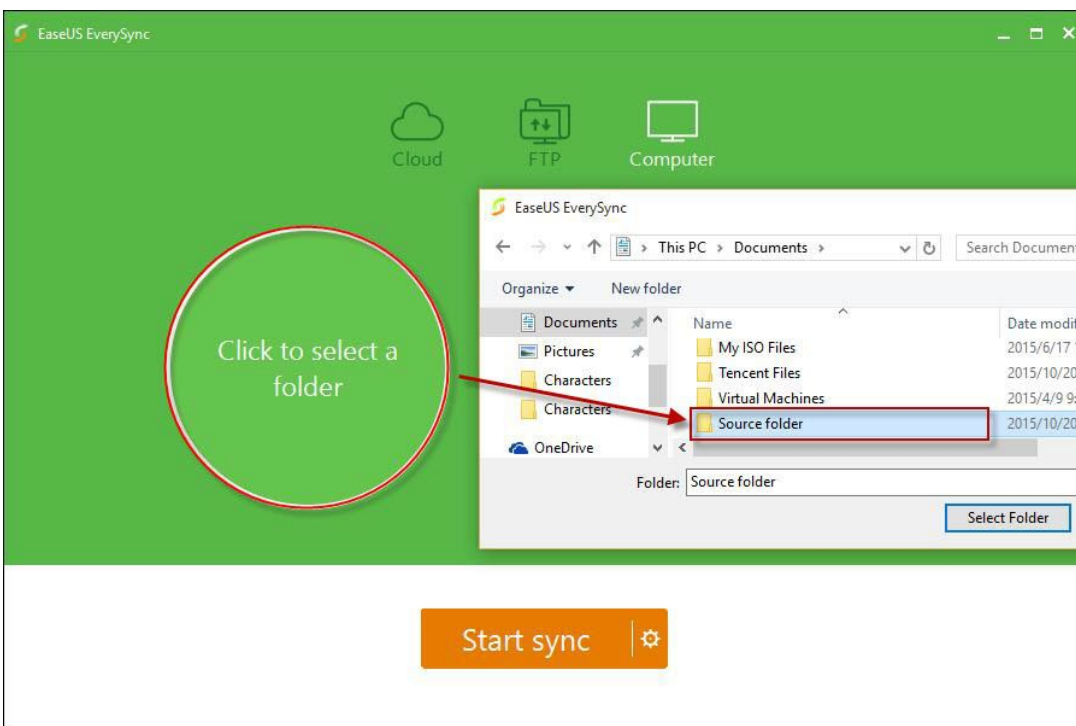 EaseUS EverySync
Cloud
FTP
Computer
EaseUS EverySync
This PC > Documents >
Search Documen
Organize
New folder
Documents
Pictures
Characters
Characters
OneDrive
Name
Date modif
My ISO Files
2015/6/17
Tencent Files
2015/10/20
Virtual Machines
2015/4/9 9:
Source folder
2015/10/20
Folder: Source folder
Select Folder
Click to select a
folder
Start sync